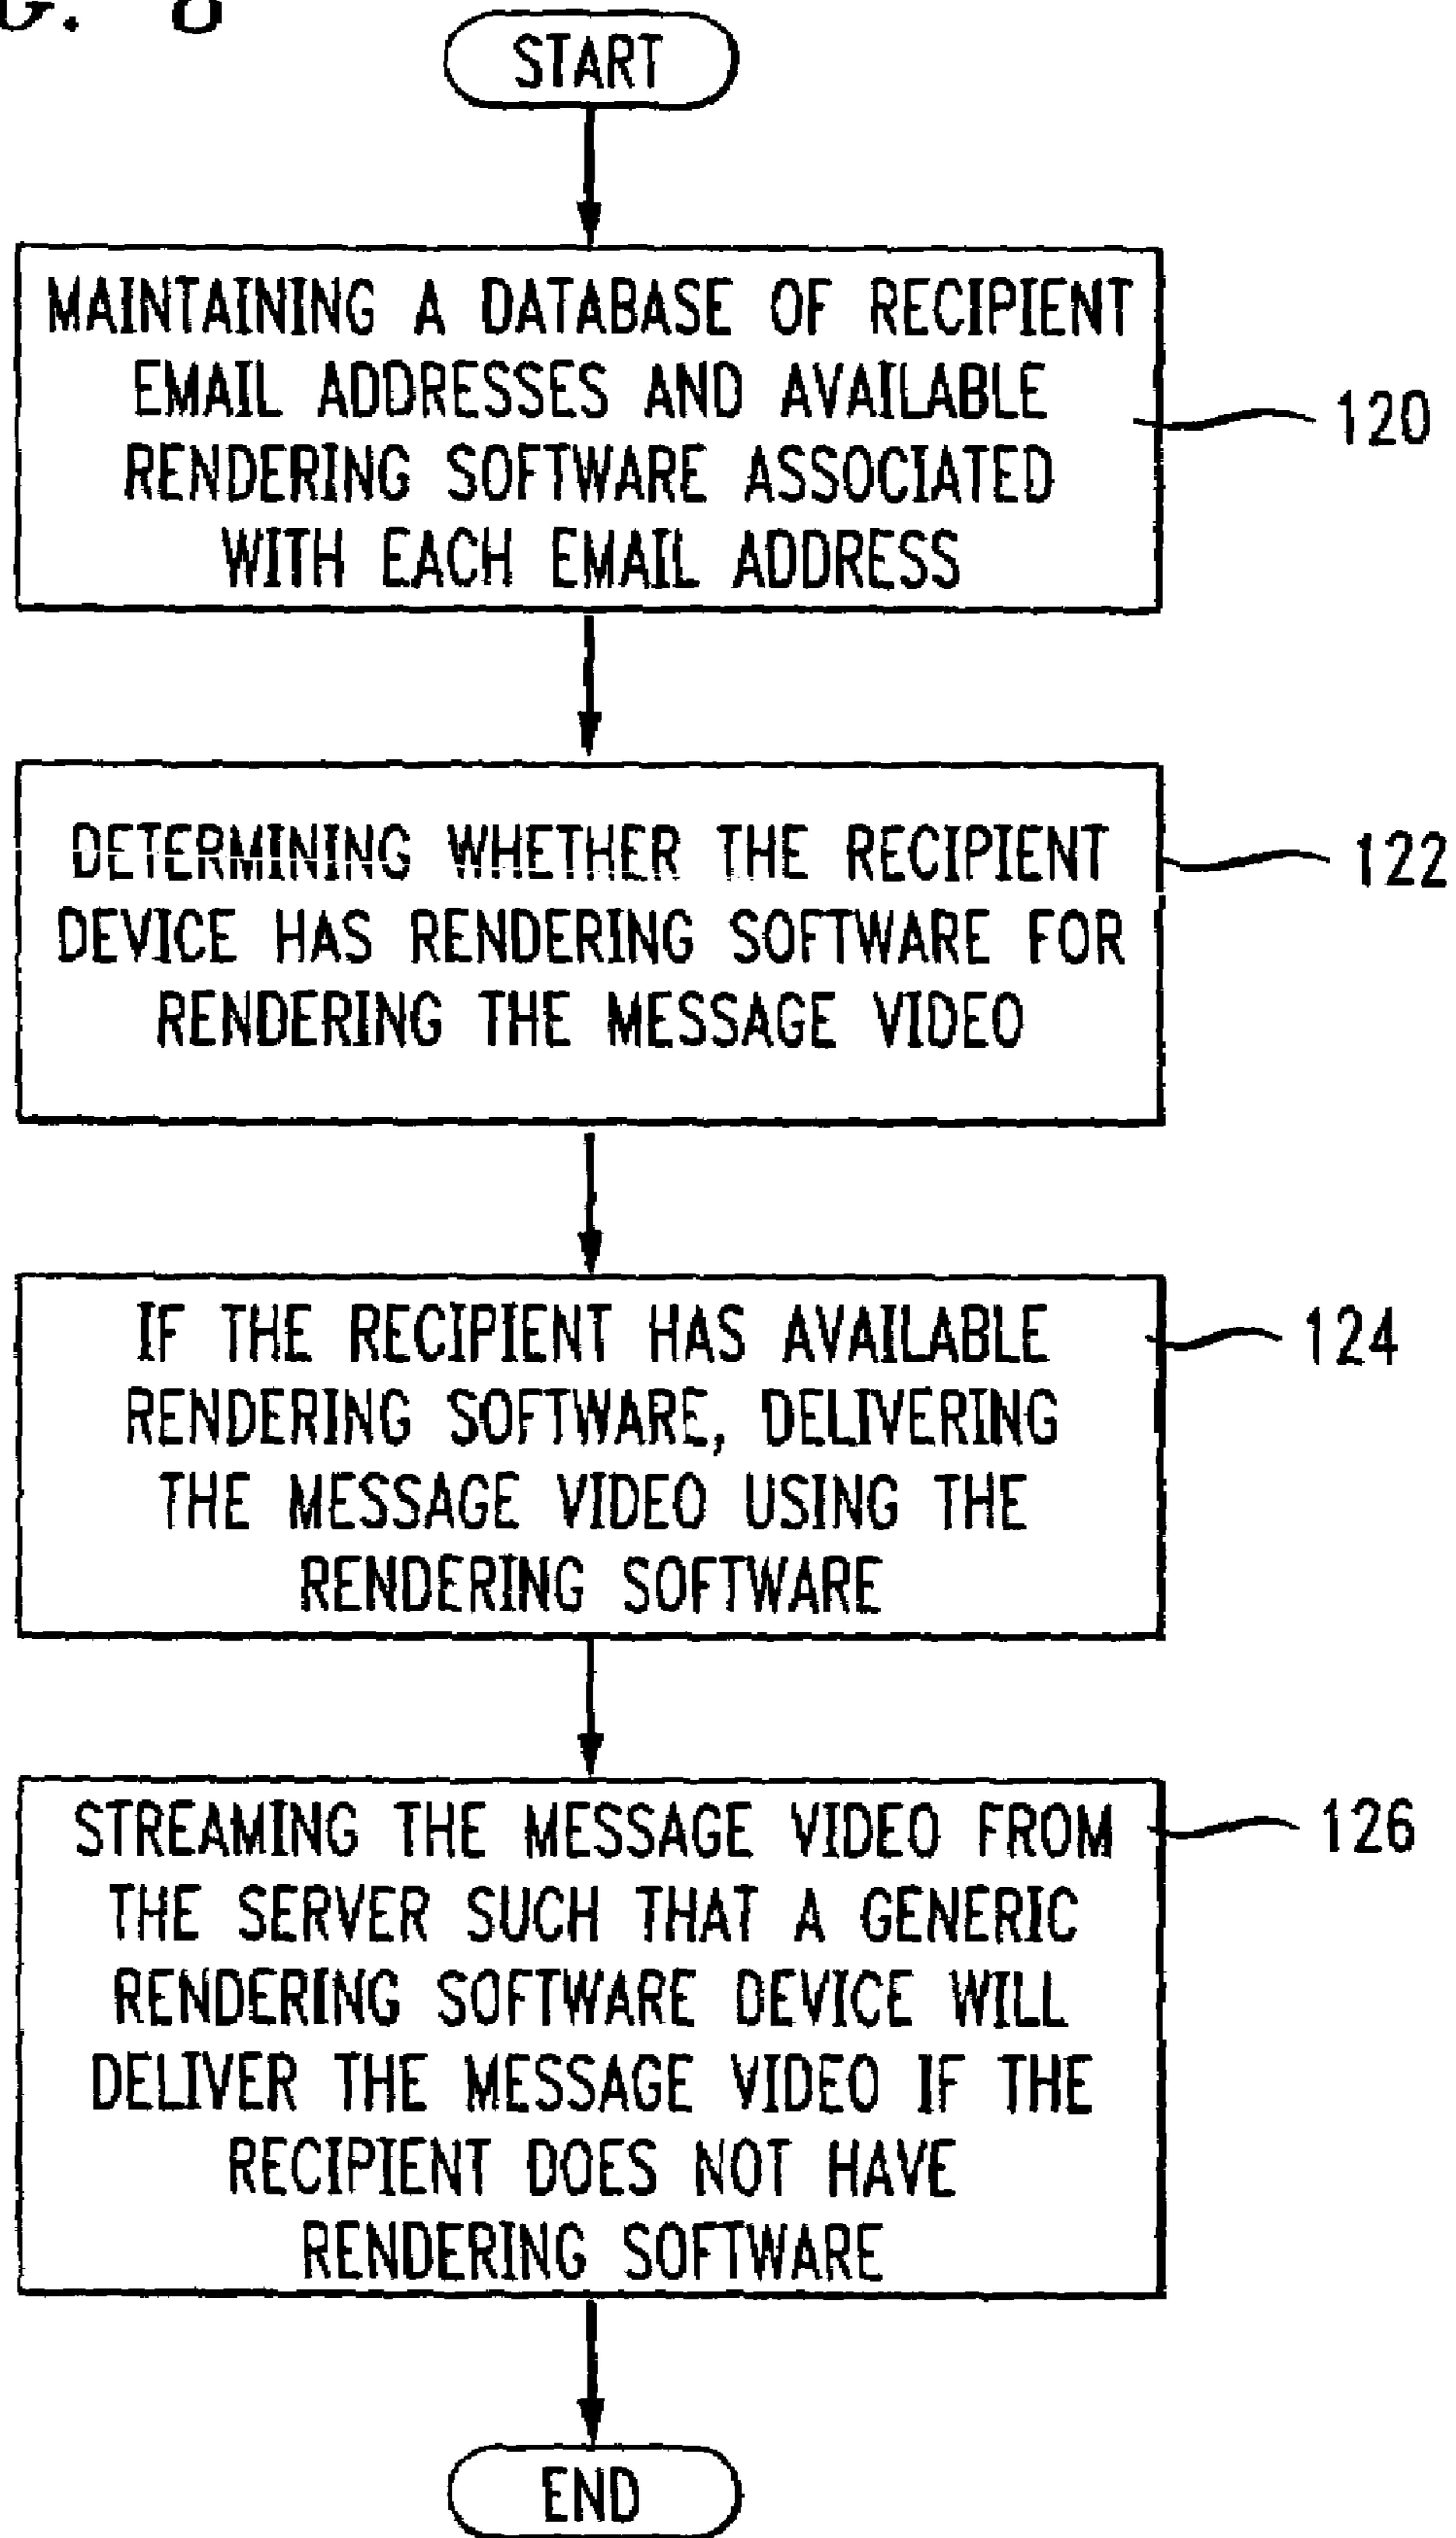 G. 8
START
MAINTAINING A DATABASE OF RECIPIENT
EMAIL ADDRESSES AND AVAILABLE
RENDERING SOFTWARE ASSOCIATED
WITH EACH EMAIL ADDRESS
120
DETERMINING WHETHER THE RECIPIENT
DEVICE HAS RENDERING SOFTWARE FOR
RENDERING THE MESSAGE VIDEO
122
IF THE RECIPIENT HAS AVAILABLE
RENDERING SOFTWARE, DELIVERING
THE MESSAGE VIDEO USING THE
RENDERING SOFTWARE
124
STREAMING THE MESSAGE VIDEO FROM
THE SERVER SUCH THAT A GENERIC
RENDERING SOFTWARE DEVICE WILL
DELIVER THE MESSAGE VIDEO IF THE
RECIPIENT DOES NOT HAVE
RENDERING SOFTWARE
126
END